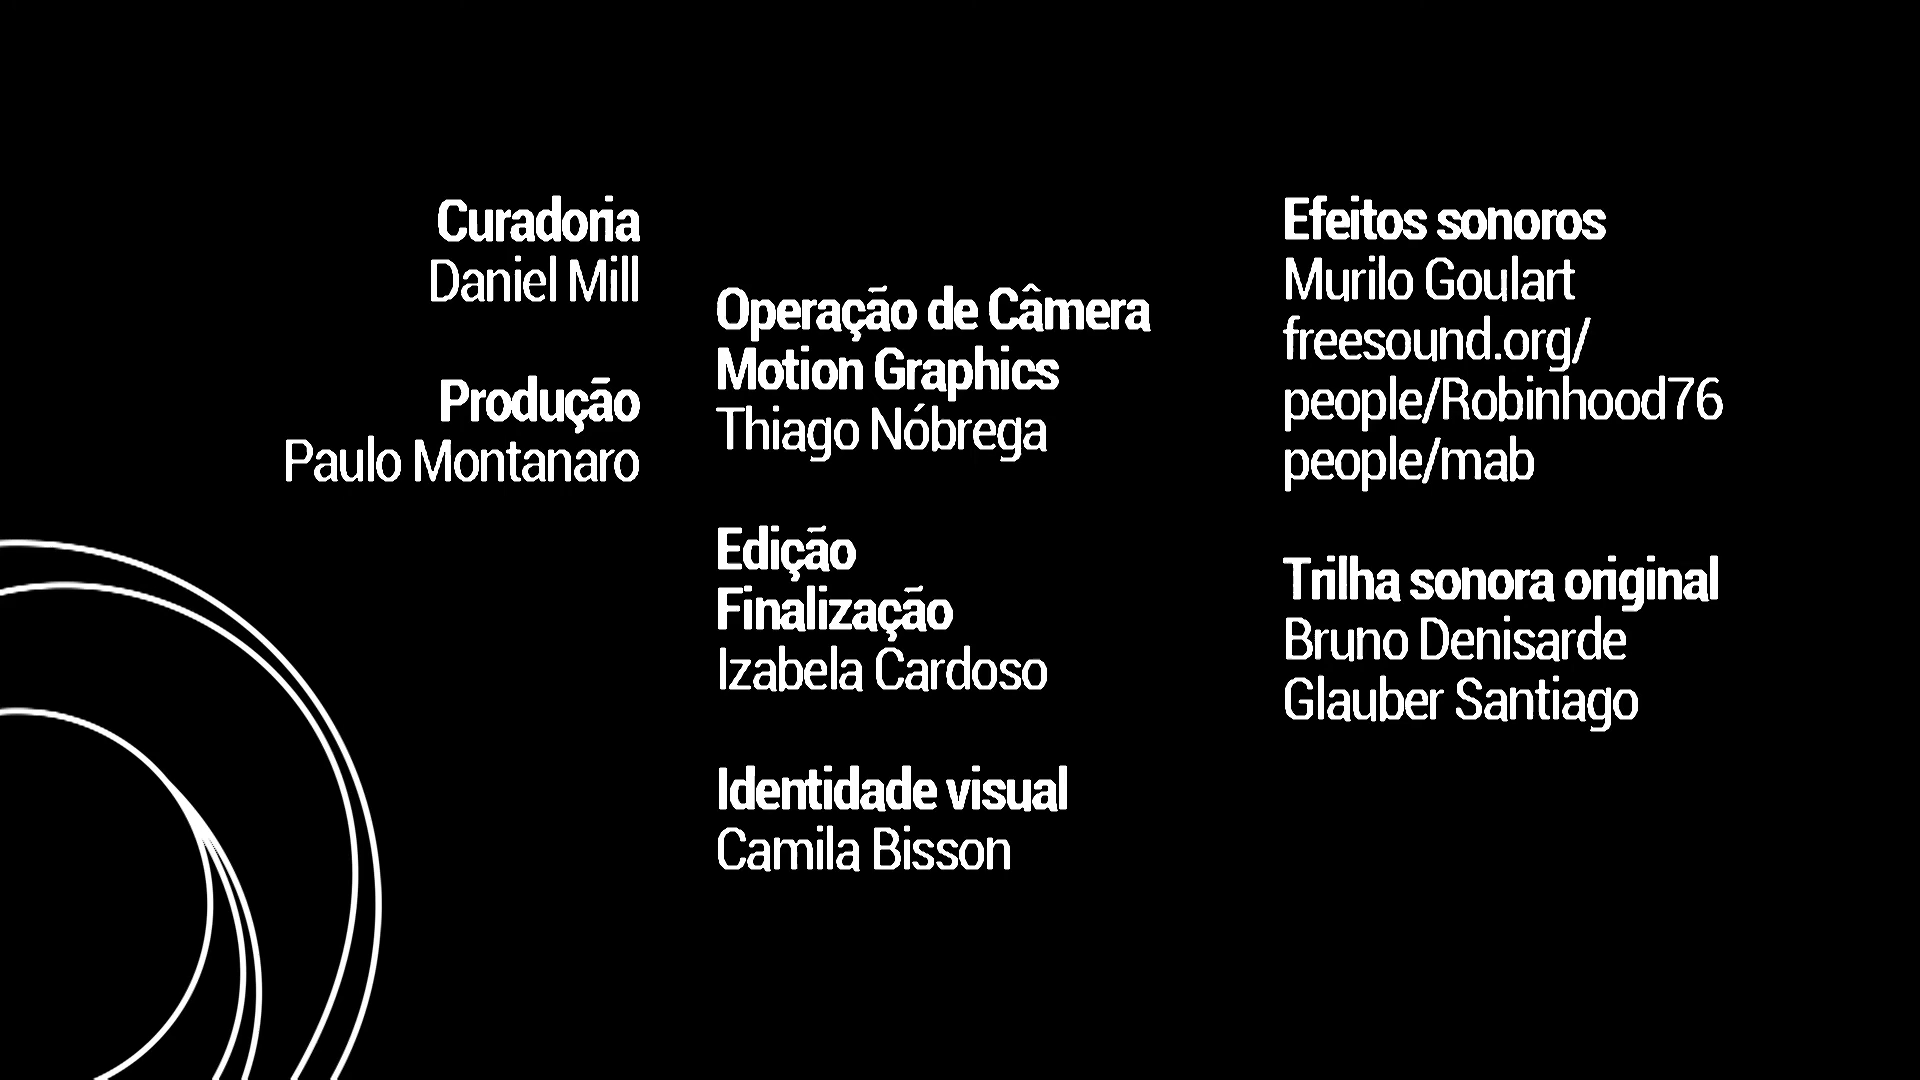 Curadoria
Daniel Mill
Produção
Paulo Montanaro
Operação de Câmera
Motion Graphics
Thiago Nóbrega
Edição
Finalização
Izabela Cardoso
Identidade visual
Camila Bisson
Efeitos sonoros
Murilo Goulart
freesound.org/
people/Robinhood76
people/mab
Trilha sonora original
Bruno Denisarde
Glauber Santiago